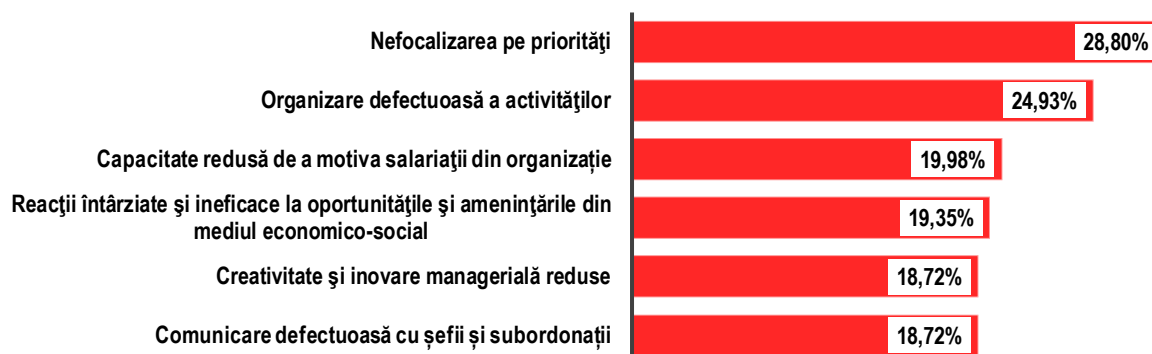 Nefocalizarea pe priorităţi
28,80%
Organizare defectuoasă a activităţilor
24,93%
Capacitate redusă de a motiva salariaţii din organizație
19,98%
Reacţii întârziate şi ineficace la oportunităţile şi ameninţările din
mediul economico-social
19,35%
Creativitate şi inovare managerială reduse
18,72%
Comunicare defectuoasă cu șefii și subordonații
18,72%